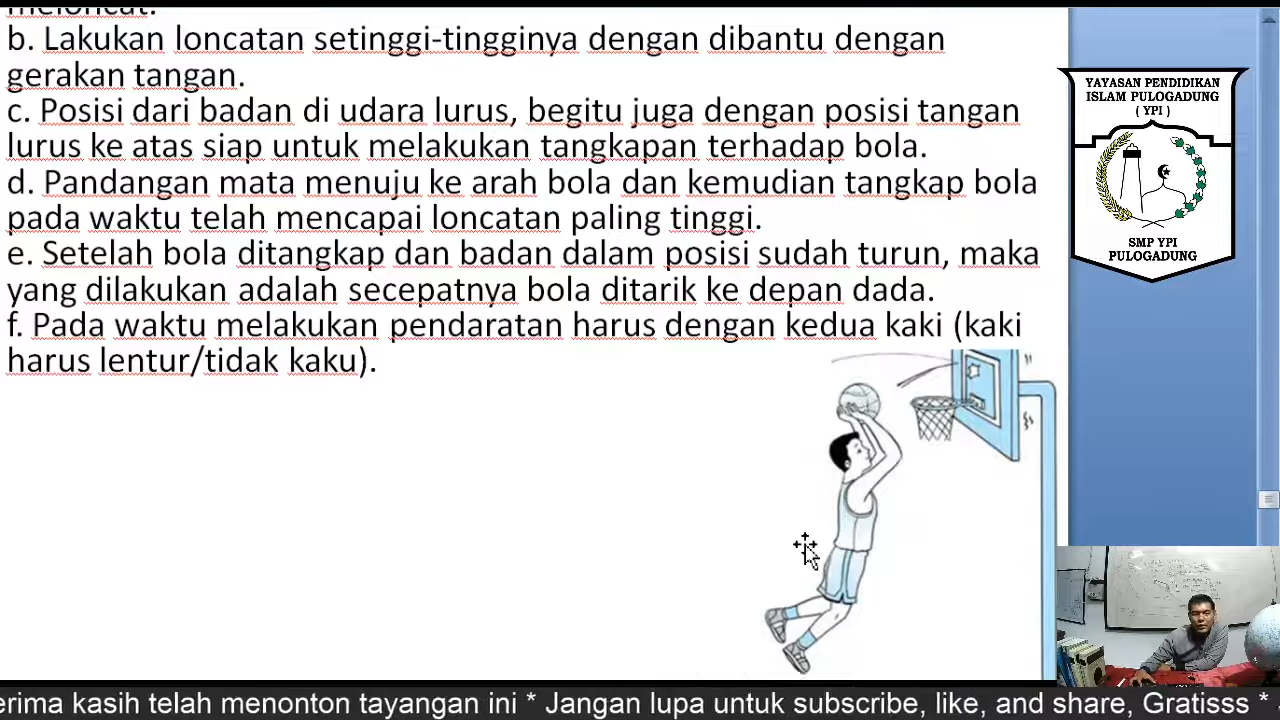 meloncat.
b. Lakukan loncatan setinggi-tingginya dengan dibantu dengan
gerakan tangan.
c. Posisi dari badan di udara lurus, begitu juga dengan posisi tangan
lurus ke atas siap untuk melakukan tangkapan terhadap bola.
d. Pandangan mata menuju ke arah bola dan kemudian tangkap bola
pada waktu telah mencapai loncatan paling tinggi.
e. Setelah bola ditangkap dan badan dalam posisi sudah turun, maka
yang dilakukan adalah secepatnya bola ditarik ke depan dada.
f. Pada waktu melakukan pendaratan harus dengan kedua kaki (kaki
harus lentur/tidak kaku).
YAYASAN PENDIDIKAN
ISLAM PULOGADUNG
( YPI )
SMP YPI
PULOGADUNG
erima kasih telah menonton tayangan ini * Jangan lupa untuk subscribe, like, and share, Gratisss *